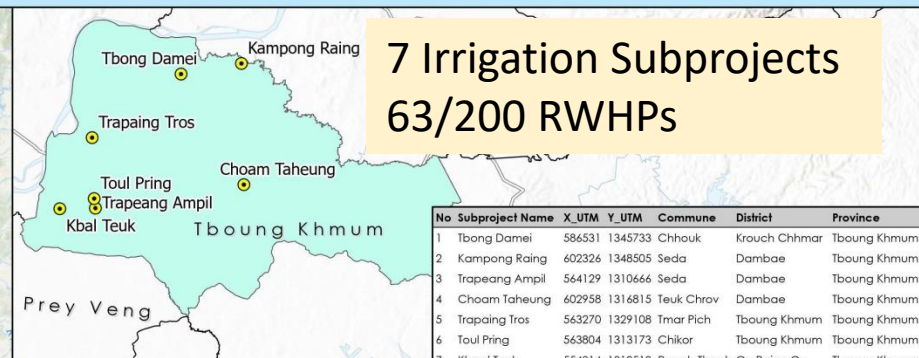 7 Irrigation Subprojects
63/200 RWHPs
Kampong Raing
Tbong Damei
Trapaing Tros
Choam Taheung
Toul Pring
Trapeang Ampil
Kbal Teuk
Tboung Khmum
Prey Veng
No Subproject Name X_UTM Y_UTM Commune District Province
1 Tbong Damei 586531 1345733 Chhouk Krouch Chhmar Tboung Khmum
2 Kampong Raing 602326 1348505 Seda Dambae Tboung Khmum
3 Trapeang Ampil 564129 1310666 Seda Dambae Tboung Khmum
4 Choam Taheung 602958 1316815 Teuk Chrov Dambae Tboung Khmum
5 Trapaing Tros 563270 1329108 Tmar Pich Tboung Khmum Tboung Khmum
6 Toul Pring 563804 1313173 Chikor Tboung Khmum Tboung Khmum